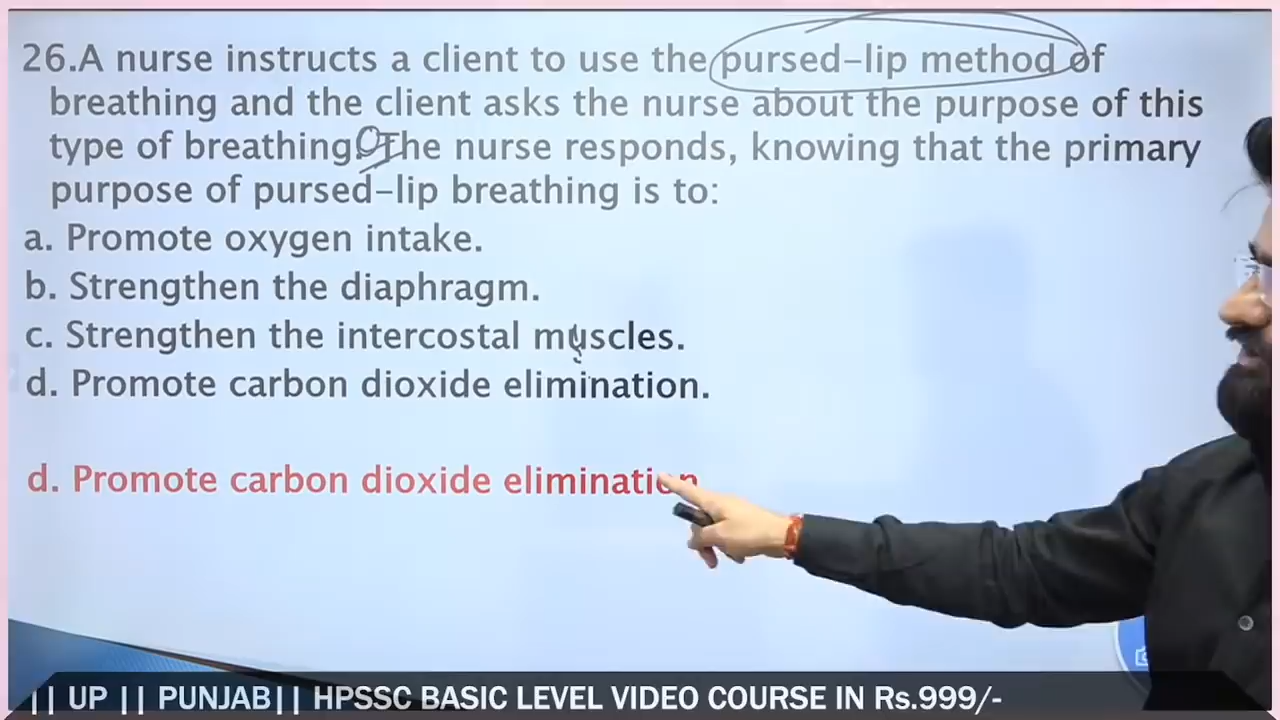 26.A nurse instructs a client to use the pursed-lip method of
breathing and the client asks the nurse about the purpose of this
type of breathing. The nurse responds, knowing that the primary
purpose of pursed-lip breathing is to:
a. Promote oxygen intake.
b. Strengthen the diaphragm.
c. Strengthen the intercostal muscles.
d. Promote carbon dioxide elimination.
d. Promote carbon dioxide elimination
|| UP || PUNJAB|| HPSSC BASIC LEVEL VIDEO COURSE IN Rs.999/-